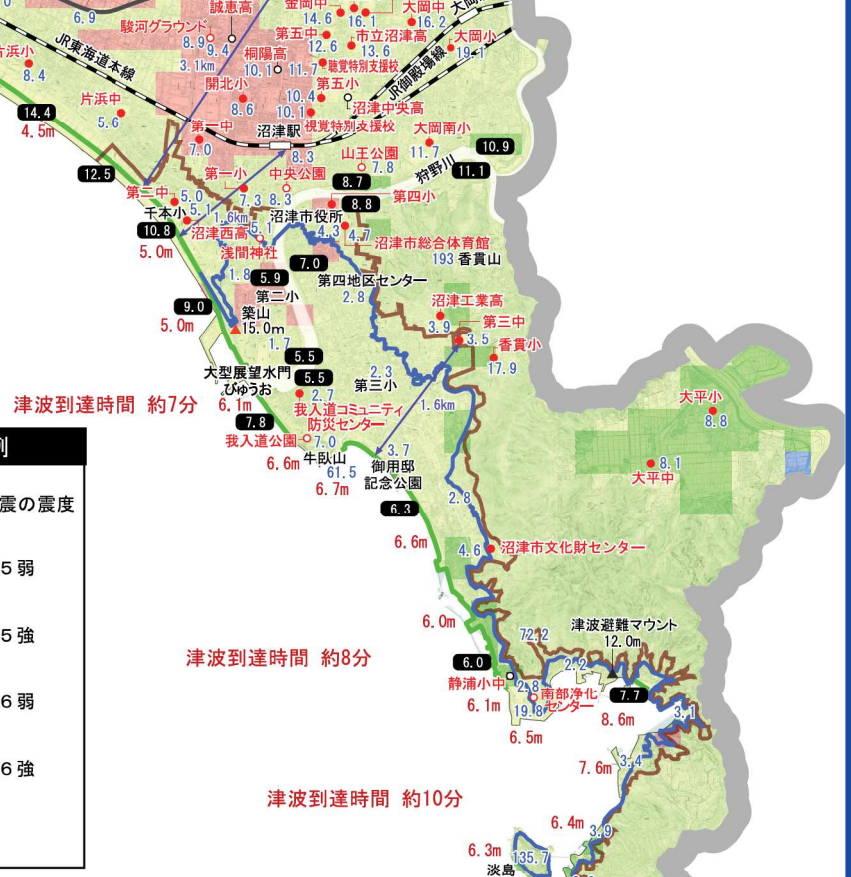 誠恵高
金岡中
14.6
16.1
大岡中
16.2
6.9
駿河グラウンド
8.9
9.4
第五中
12.6
市立沼津高
13.6
大岡小
19.1
JR東海道本線
片浜小
8.4
3.1km
桐陽高
10.1
11.7
聴覚特別支援校
JR御殿場線
開北小
8.6
第五小
10.4
沼津中央高
10.1
視覚特別支援校
片浜中
5.6
14.4
4.5m
第一中
7.0
沼津駅
8.3
大岡南小
11.7
10.9
山王公園
7.8
狩野川
11.1
12.5
第一小
7.3
中央公園
8.3
8.7
第二中
5.0
千本小
5.1
1.6km
第四小
8.8
10.8
沼津西高
5.1
沼津市役所
4.3
4.7
沼津市総合体育館
5.0m
浅間神社
193 香貫山
7.0
1.8
5.9
第四地区センター
2.8
第二小
9.0
築山
15.0m
沼津工業高
3.9
第三中
3.5
5.0m
1.7
香貫小
17.9
5.5
大型展望水門
びゅうお
5.5
2.3
第三小
6.1m
2.7
1.6km
大平小
8.8
津波到達時間 約7分
7.8
我入道コミュニティ
防災センター
我入道公園
7.0
牛臥山
61.5
3.7
御用邸
記念公園
6.6m
6.7m
8.1
大平中
震の震度
6.3
2.8
6.6m
4.6
沼津市文化財センター
5弱
6.0m
5強
津波到達時間 約8分
72.2
津波避難マウント
12.0m
6.0
2.2
静浦小中
2.8
南部浄化
センター
7.7
6弱
6.1m
19.8
8.6m
3.1
6.5m
6強
7.6m
3.4
津波到達時間 約10分
6.4m
3.9
6.3m
135.7
淡島